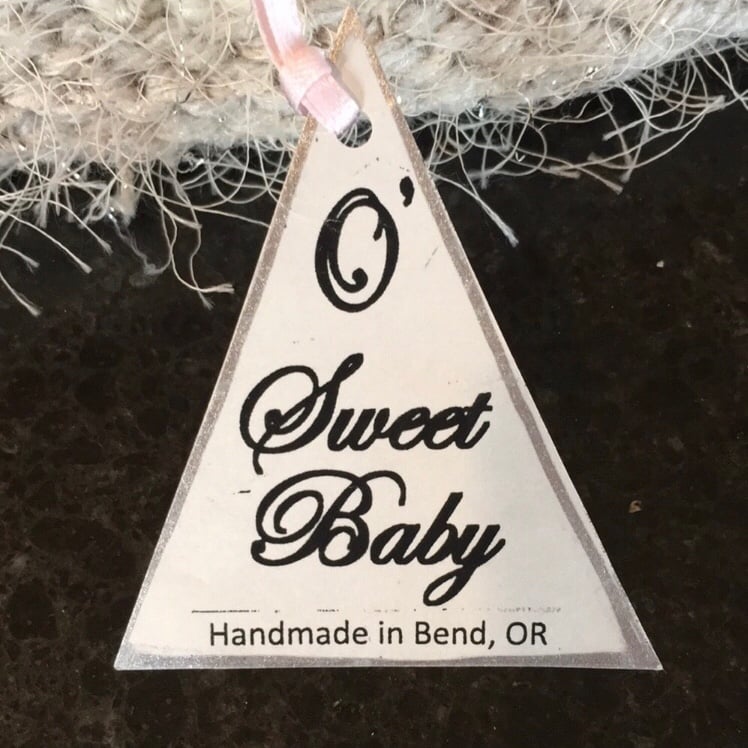 O'
Sweet
Baby
Handmade in Bend, OR